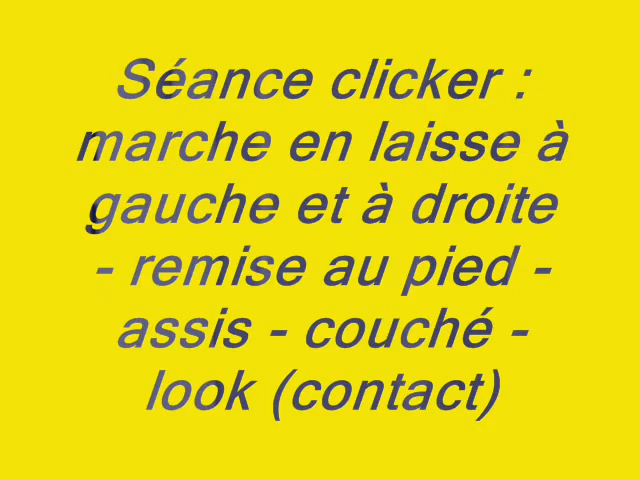 Séance clicker :
marche en laisse à
gauche et à droite
- remise au pied -
assis - couché -
look (contact)